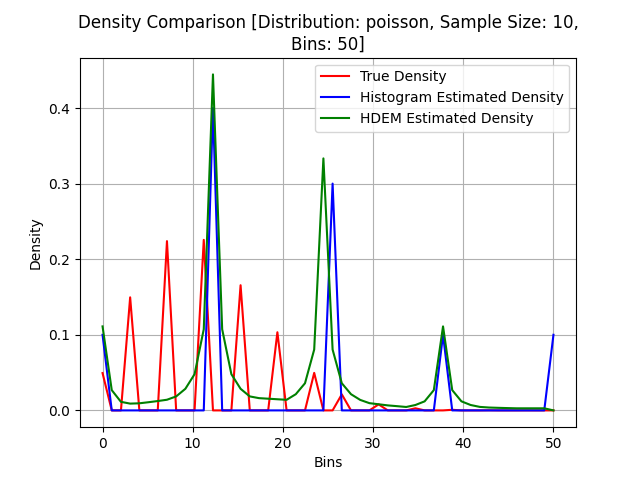 Density Comparison [Distribution: poisson, Sample Size: 10,
Bins: 50]
True Density
Histogram Estimated Density
HDEM Estimated Density
Density
0.4
0.3
0.2
0.1
0.0
0 10 20 30 40 50
Bins